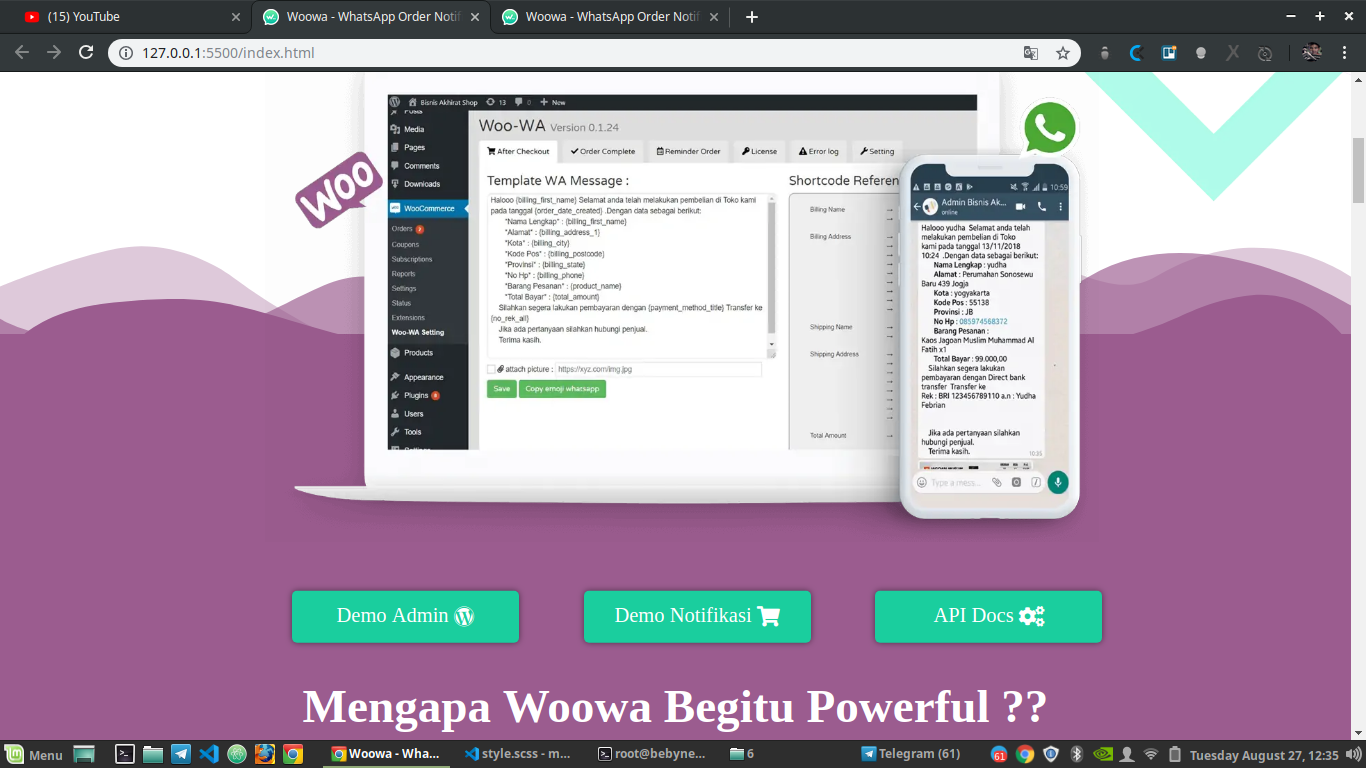 (15) YouTube
Woowa - WhatsApp Order Notif
Woowa - WhatsApp Order Notif
127.0.0.1:5500/index.html
Bisnis Akhirat Shop 13 0 New
Posts
Media
Pages
Comments
Downloads
WooCommerce
Orders
Coupons
Subscriptions
Reports
Settings
Status
Extensions
Woo-WA Setting
Products
Appearance
Plugins
Users
Tools
Settings
WOO
Woo-WA Version 0.1.24
After Checkout Order Complete Reminder Order License Error log Setting
Template WA Message :
Halooo {billing_first_name} Selamat anda telah melakukan pembelian di Toko kami
pada tanggal {order_date_created} .Dengan data sebagai berikut:
*Nama Lengkap* : {billing_first_name}
*Alamat* : {billing_address_1}
*Kota* : {billing_city}
*Kode Pos* : {billing_postcode}
*Provinsi* : {billing_state}
*No Hp* : {billing_phone}
*Barang Pesanan* : {product_name}
*Total Bayar* : {total_amount}
Silahkan segera lakukan pembayaran dengan {payment_method_title} Transfer ke
{no_rek_all}
Jika ada pertanyaan silahkan hubungi penjual.
Terima kasih.
attach picture : https://xyz.com/img.jpg
Save Copy emoji whatsapp
Shortcode Referen
Billing Name →
Billing Address →
Shipping Name →
Shipping Address →
Total Amount →
10:59
Admin Bisnis Ak...
online
Halooo yudha Selamat anda telah
melakukan pembelian di Toko
kami pada tanggal 13/11/2018
10:24 .Dengan data sebagai berikut:
Nama Lengkap : yudha
Alamat : Perumahan Sonosewu
Baru 439 Jogja
Kota : yogyakarta
Kode Pos : 55138
Provinsi : JB
No Hp : 085974568372
Barang Pesanan :
Kaos Jagoan Muslim Muhammad Al
Fatih x1
Total Bayar : 99.000,00
Silahkan segera lakukan
pembayaran dengan Direct bank
transfer Transfer ke
Rek : BRI 123456789110 a.n : Yudha
Febrian
Jika ada pertanyaan silahkan
hubungi penjual.
Terima kasih.
10:35
Type a mess...
Demo Admin
Demo Notifikasi
API Docs
Mengapa Woowa Begitu Powerful ??
Menu
Woowa - Wha...
style.scss - m...
root@bebyne...
6
Telegram (61)
61
Tuesday August 27, 12:35